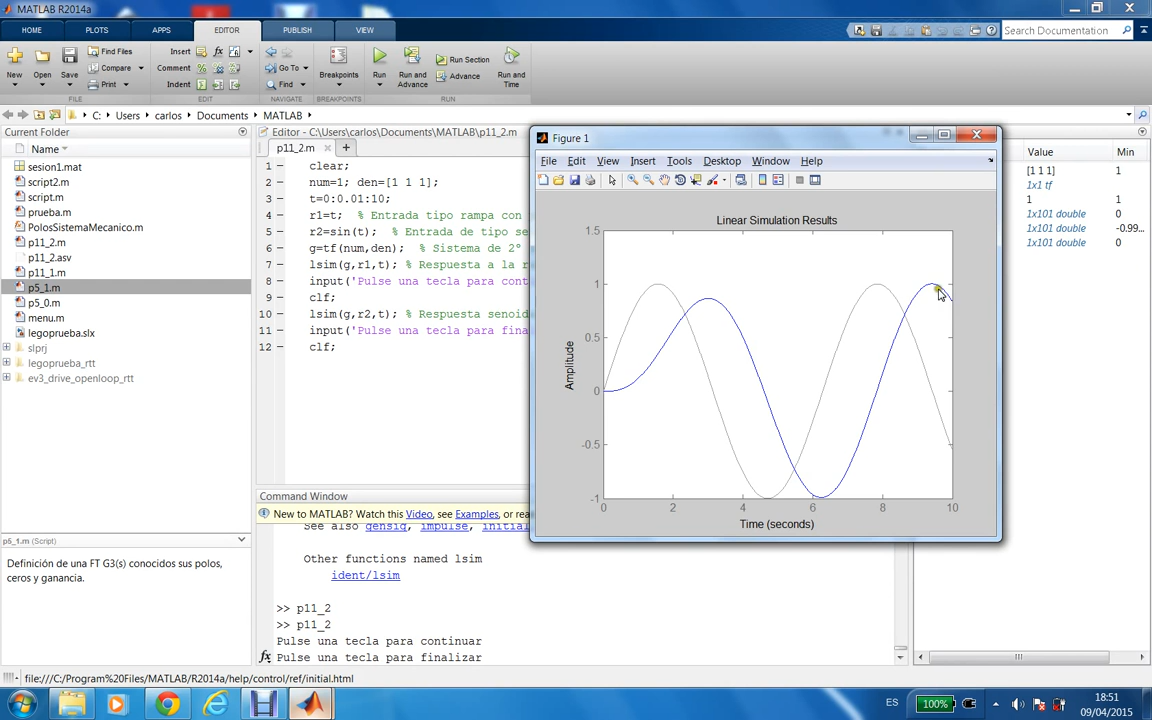 MATLAB R2014a
HOME PLOTS APPS EDITOR PUBLISH VIEW
Search Documentation
New Open Save Find Files Compare Print Insert Comment Indent Go To Find Breakpoints Run Run and Advance Run Section Advance Run and Time
FILE EDIT NAVIGATE BREAKPOINTS RUN
C: Users carlos Documents MATLAB
Current Folder
Name
sesion1.mat
script2.m
script.m
prueba.m
PolosSistemaMecanico.m
p11_2.m
p11_2.asv
p11_1.m
p5_1.m
p5_0.m
menu.m
legoprueba.slx
slprj
legoprueba_rtt
ev3_drive_openloop_rtt
p5_1.m (Script)
Definición de una FT G3(s) conocidos sus polos,
ceros y ganancia.
Editor - C:\Users\carlos\Documents\MATLAB\p11_2.m
p11_2.m
1 clear;
2 num=1; den=[1 1 1];
3 t=0:0.01:10;
4 r1=t; % Entrada tipo rampa con
5 r2=sin(t); % Entrada de tipo se
6 g=tf(num,den); % Sistema de 2º
7 lsim(g,r1,t); % Respuesta a la r
8 input('Pulse una tecla para cont
9 clf;
10 lsim(g,r2,t); % Respuesta senoid
11 input('Pulse una tecla para fina
12 clf;
Figure 1
File Edit View Insert Tools Desktop Window Help
Linear Simulation Results
1.5
1
0.5
0
-0.5
-1
Amplitude
0 2 4 6 8 10
Time (seconds)
Value Min
[1 1 1] 1
1x1 tf
1 1
1x101 double 0
1x101 double -0.99...
1x101 double 0
Command Window
New to MATLAB? Watch this Video, see Examples, or rea
See also gensig, impulse, initial
Other functions named lsim
ident/lsim
>> p11_2
>> p11_2
Pulse una tecla para continuar
fx Pulse una tecla para finalizar
file:///C:/Program%20Files/MATLAB/R2014a/help/control/ref/initial.html
ES 100% 18:51
09/04/2015